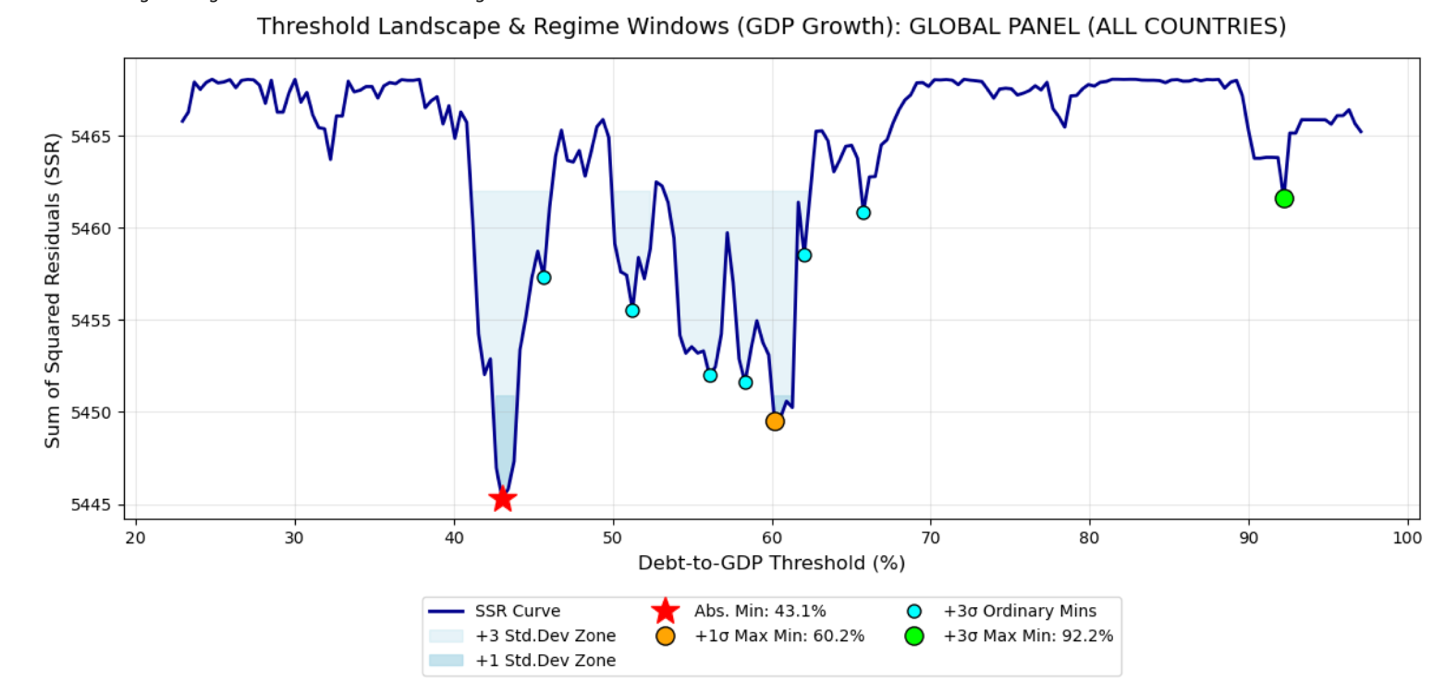 Threshold Landscape & Regime Windows (GDP Growth): GLOBAL PANEL (ALL COUNTRIES)
Sum of Squared Residuals (SSR)
5465
5460
5455
5450
5445
20 30 40 50 60 70 80 90 100
Debt-to-GDP Threshold (%)
SSR Curve
+3 Std.Dev Zone
+1 Std.Dev Zone
Abs. Min: 43.1%
+1σ Max Min: 60.2%
+3σ Ordinary Mins
+3σ Max Min: 92.2%